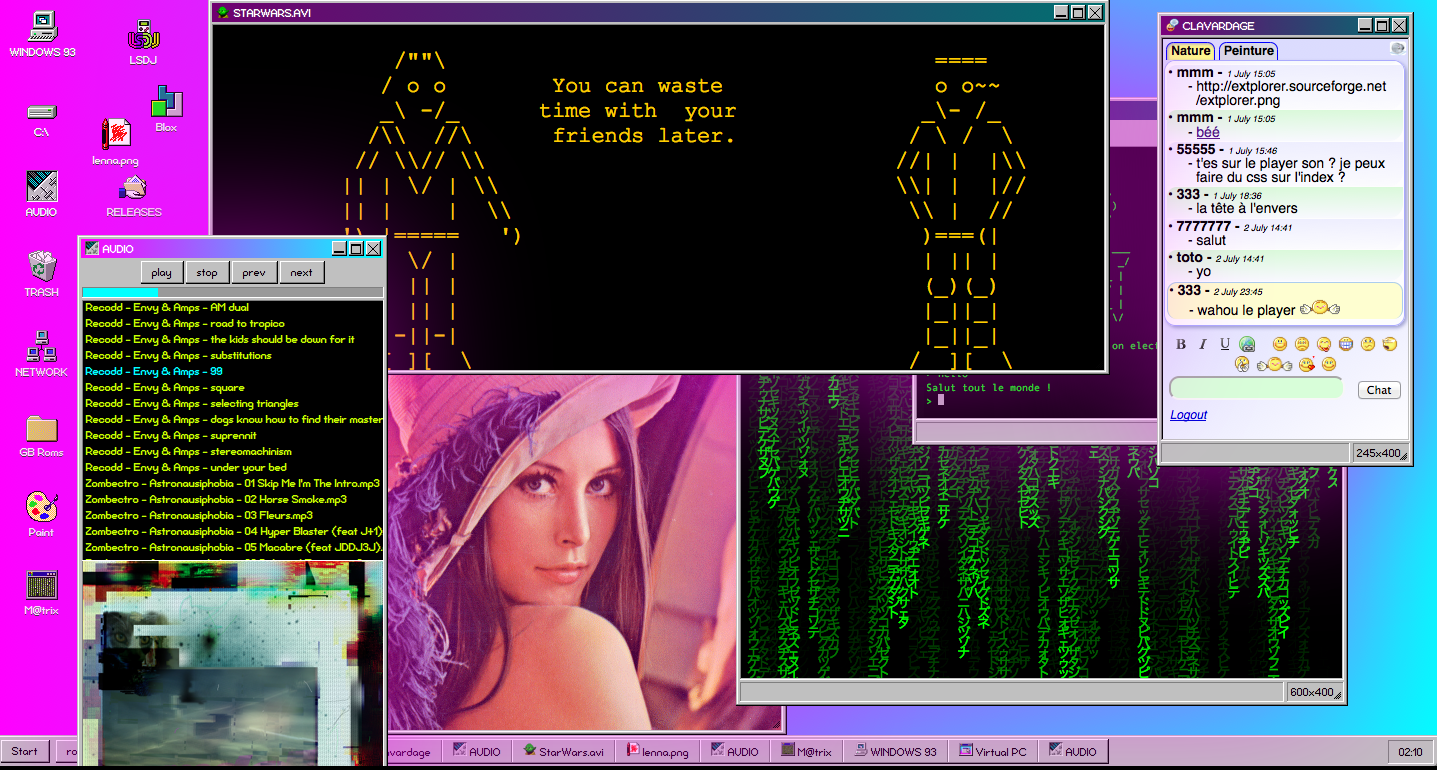 WINDOWS 93
LSDJ
C:\
Blox
lenna.png
AUDIO
RELEASES
TRASH
NETWORK
GB Roms
Paint
M@trix
STARWARS.AVI
You can waste
time with your
friends later.
AUDIO
play stop prev next
Recodd - Envy & Amps - AM dual
Recodd - Envy & Amps - road to tropico
Recodd - Envy & Amps - the kids should be down for it
Recodd - Envy & Amps - substitutions
Recodd - Envy & Amps - 99
Recodd - Envy & Amps - square
Recodd - Envy & Amps - selecting triangles
Recodd - Envy & Amps - dogs know how to find their master
Recodd - Envy & Amps - suprennit
Recodd - Envy & Amps - stereomachinism
Recodd - Envy & Amps - under your bed
Zombectro - Astronausiphobia - 01 Skip Me I'm The Intro.mp3
Zombectro - Astronausiphobia - 02 Horse Smoke.mp3
Zombectro - Astronausiphobia - 03 Fleurs.mp3
Zombectro - Astronausiphobia - 04 Hyper Blaster (feat J+1)
Zombectro - Astronausiphobia - 05 Macabre (feat JDDJ3J).
on elect
> hello
Salut tout le monde !
>
600x400
CLAVARDAGE
Nature Peinture
• mmm - 1 July 15:05
- http://extplorer.sourceforge.net
/extplorer.png
• mmm - 1 July 15:05
- béé
• 55555 - 1 July 15:46
- t'es sur le player son ? je peux
faire du css sur l'index ?
• 333 - 1 July 18:36
- la tête à l'envers
• 7777777 - 2 July 14:41
- salut
• toto - 2 July 14:41
- yo
• 333 - 2 July 23:45
- wahou le player
B I U
Chat
Logout
245x400
Start ro avardage AUDIO StarWars.avi lenna.png AUDIO M@trix WINDOWS 93 Virtual PC AUDIO 02:10